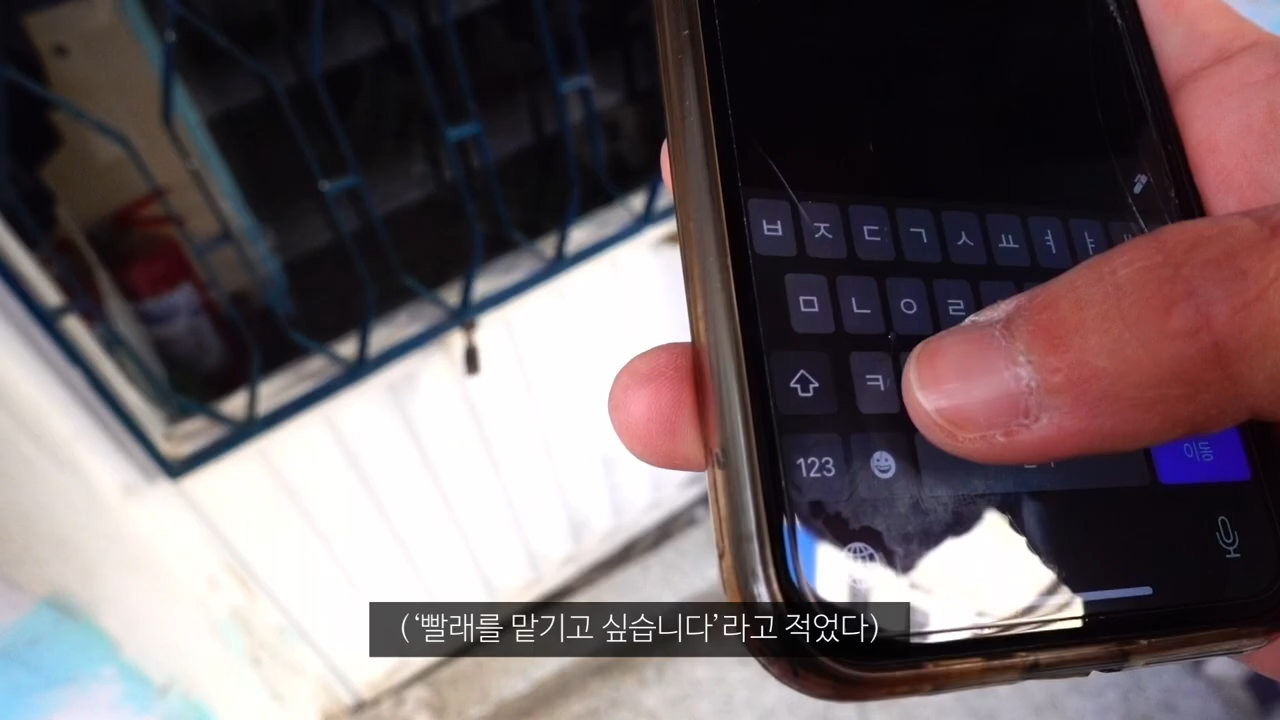 ㅂ ㅈ ㄷ ㄱ ㅅ ㅛ ㅕ ㅑ
ㅁ ㄴ ㅇ ㄹ
ㅋ
123
이동
(‘빨래를 맡기고 싶습니다’라고 적었다)